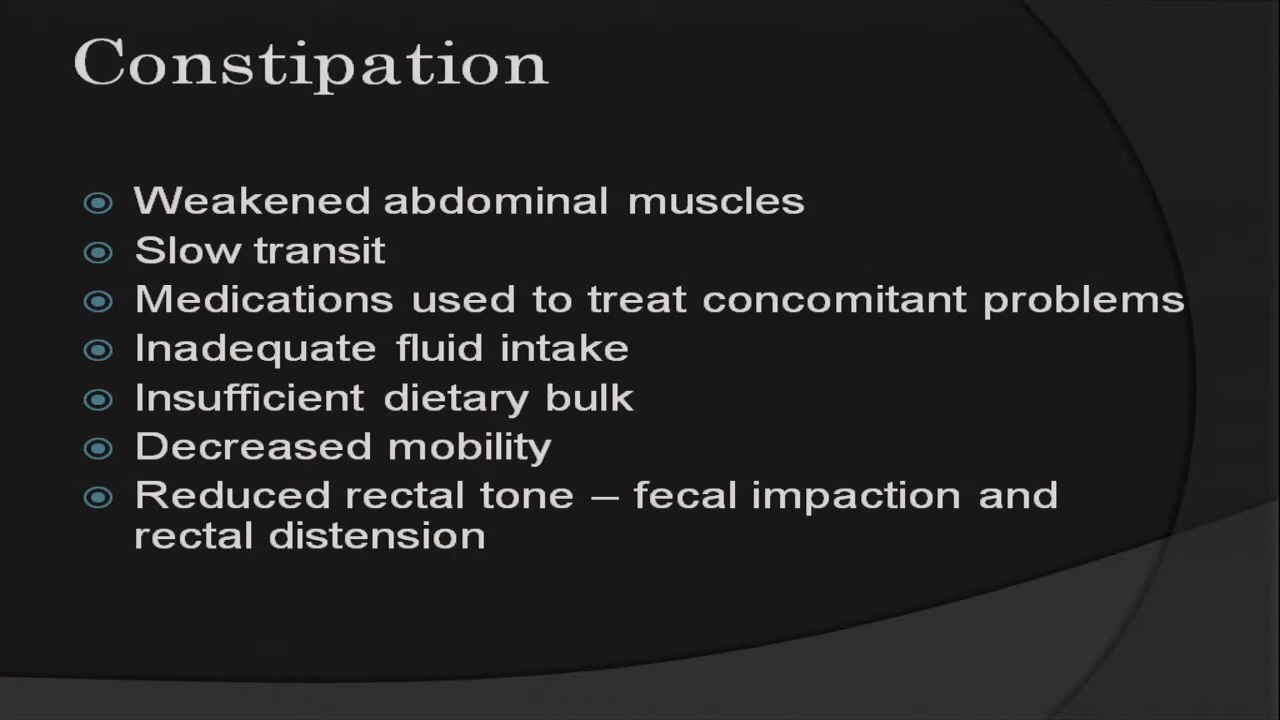 Constipation
Weakened abdominal muscles
Slow transit
Medications used to treat concomitant problems
Inadequate fluid intake
Insufficient dietary bulk
Decreased mobility
Reduced rectal tone – fecal impaction and
rectal distension